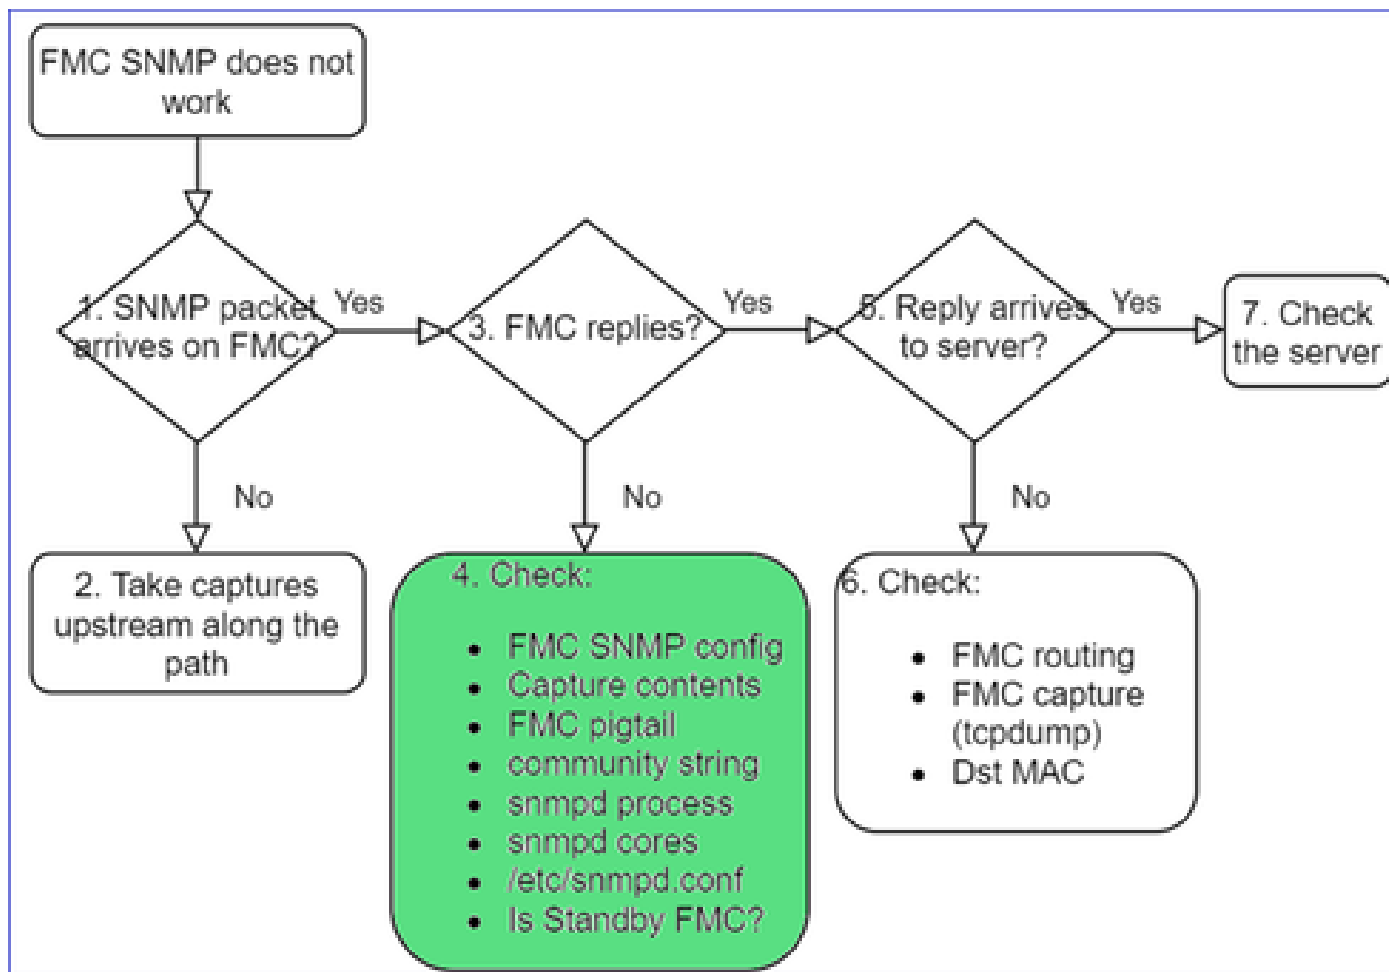 FMC SNMP does not
work
1. SNMP packet
arrives on FMC?
Yes
3. FMC replies?
Yes
5. Reply arrives
to server?
Yes
7. Check
the server
No
No
No
2. Take captures
upstream along the
path
4. Check:
• FMC SNMP config
• Capture contents
• FMC pigtail
• community string
• snmpd process
• snmpd cores
• /etc/snmpd.conf
• Is Standby FMC?
6. Check:
• FMC routing
• FMC capture
(tcpdump)
• Dst MAC